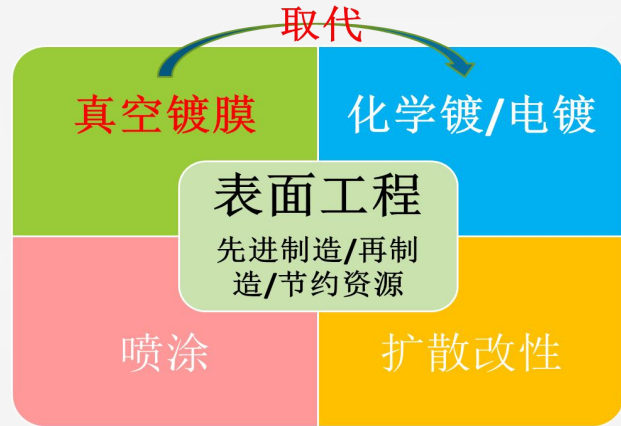 取代
真空镀膜
化学镀/电镀
表面工程
先进制造/再制
造/节约资源
喷涂
扩散改性